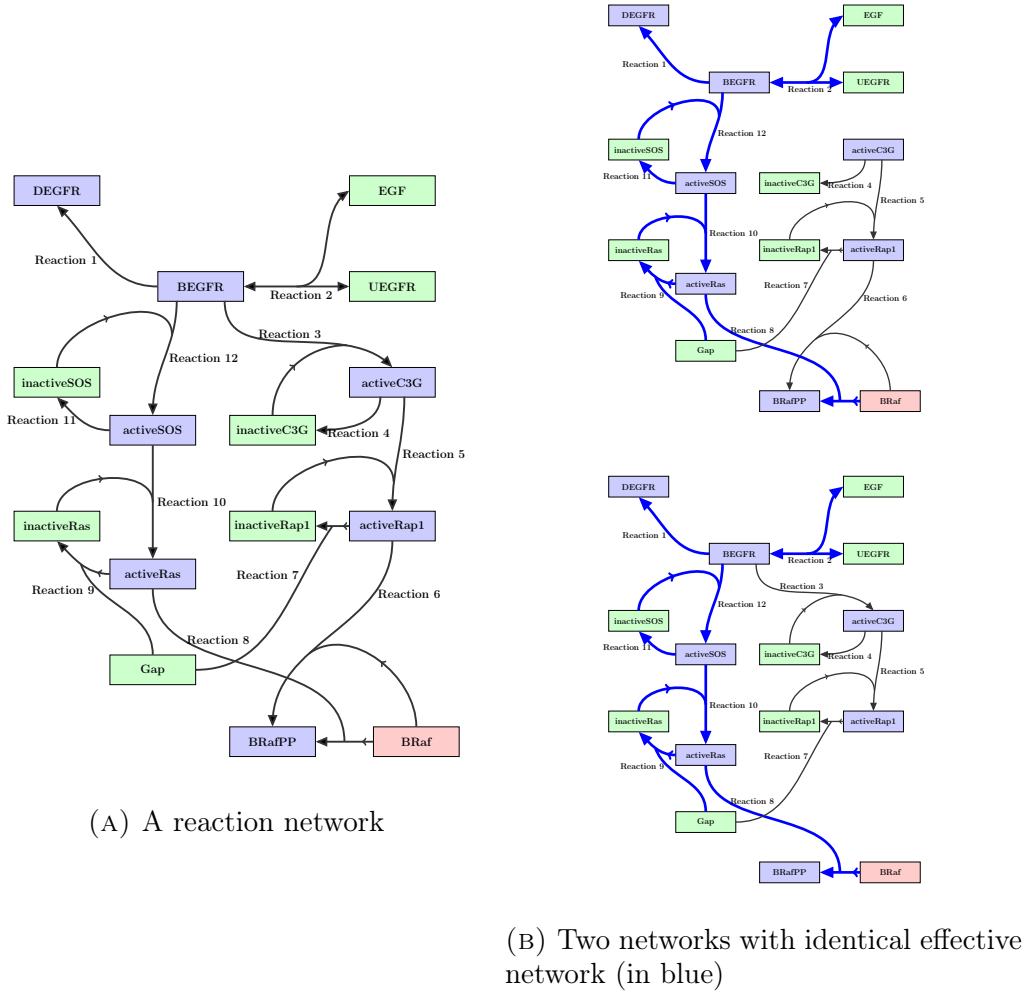 DEGFR
EGF
Reaction 1
BEGFR
Reaction 2
UEGFR
Reaction 3
Reaction 12
inactiveSOS
activeC3G
Reaction 11
activeSOS
inactiveC3G
Reaction 4
Reaction 5
Reaction 10
inactiveRas
inactiveRap1
activeRap1
activeRas
Reaction 7
Reaction 9
Reaction 6
Reaction 8
Gap
BRafPP
BRaf
(A) A reaction network
DEGFR
EGF
Reaction 1
BEGFR
Reaction 2
UEGFR
Reaction 12
inactiveSOS
activeC3G
Reaction 11
activeSOS
inactiveC3G
Reaction 4
Reaction 5
Reaction 10
inactiveRas
inactiveRap1
activeRap1
activeRas
Reaction 7
Reaction 9
Reaction 6
Reaction 8
Gap
BRafPP
BRaf
DEGFR
EGF
Reaction 1
BEGFR
Reaction 2
UEGFR
Reaction 3
Reaction 12
inactiveSOS
activeC3G
Reaction 11
activeSOS
inactiveC3G
Reaction 4
Reaction 5
Reaction 10
inactiveRas
inactiveRap1
activeRap1
activeRas
Reaction 7
Reaction 9
Reaction 8
Gap
BRafPP
BRaf
(B) Two networks with identical effective
network (in blue)